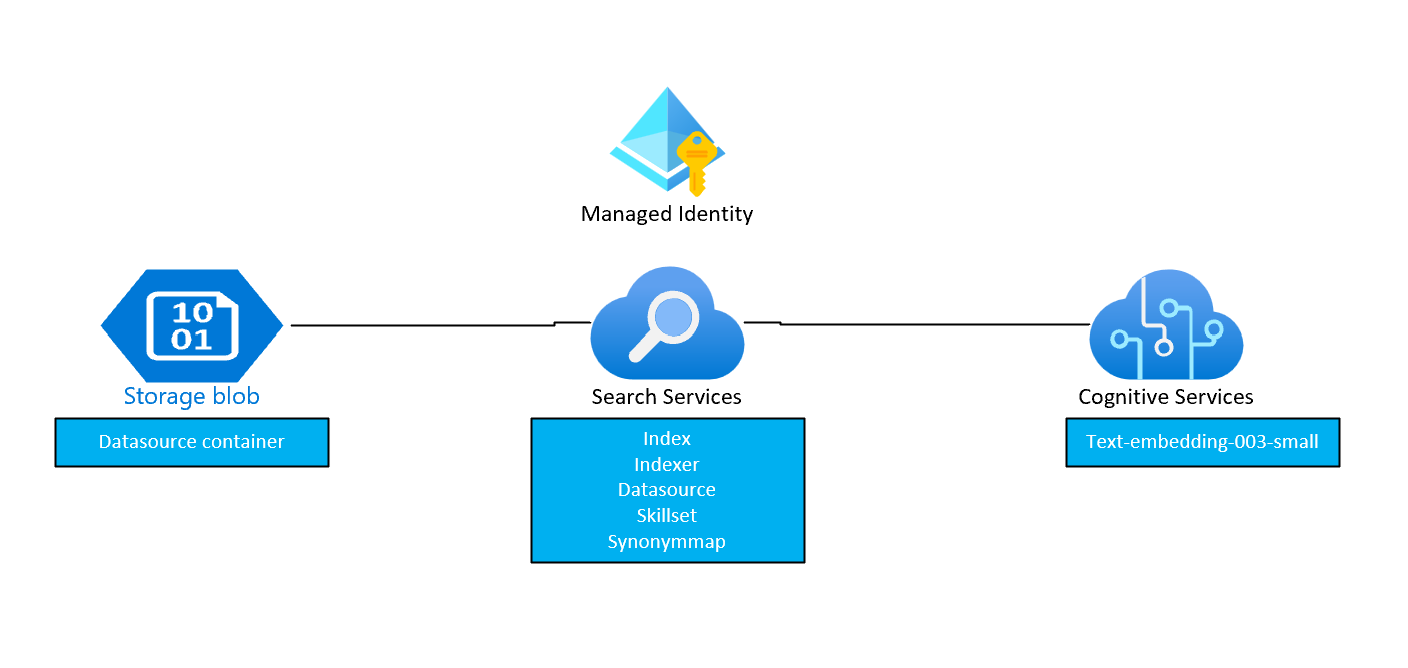 Managed Identity
10
01
Storage blob
Search Services
Cognitive Services
Datasource container
Index
Indexer
Datasource
Skillset
Synonymmap
Text-embedding-003-small